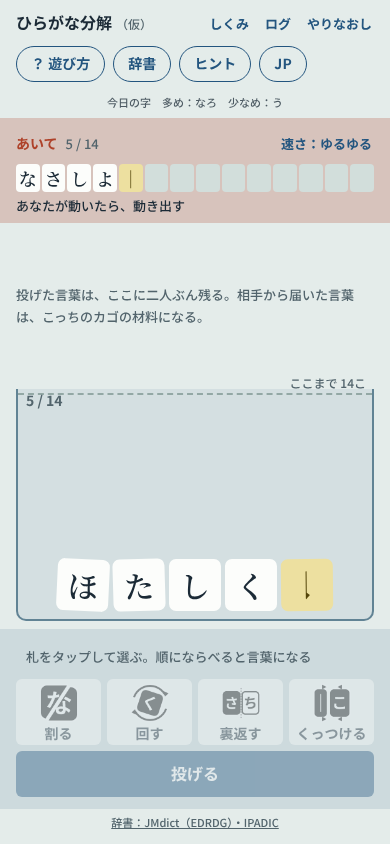 ひらがな分解 （仮） しくみ ログ やりなおし
？ 遊び方 辞書 ヒント JP
今日の字 多め：なろ 少なめ：う
あいて 5 / 14 速さ：ゆるゆる
な さ し よ ｜
あなたが動いたら、動き出す
投げた言葉は、ここに二人ぶん残る。相手から届いた言葉
は、こっちのカゴの材料になる。
ここまで 14こ
5 / 14
ほ た し く
札をタップして選ぶ。順にならべると言葉になる
な く さ ち こ
割る 回す 裏返す くっつける
投げる
辞書：JMdict（EDRDG）・IPADIC